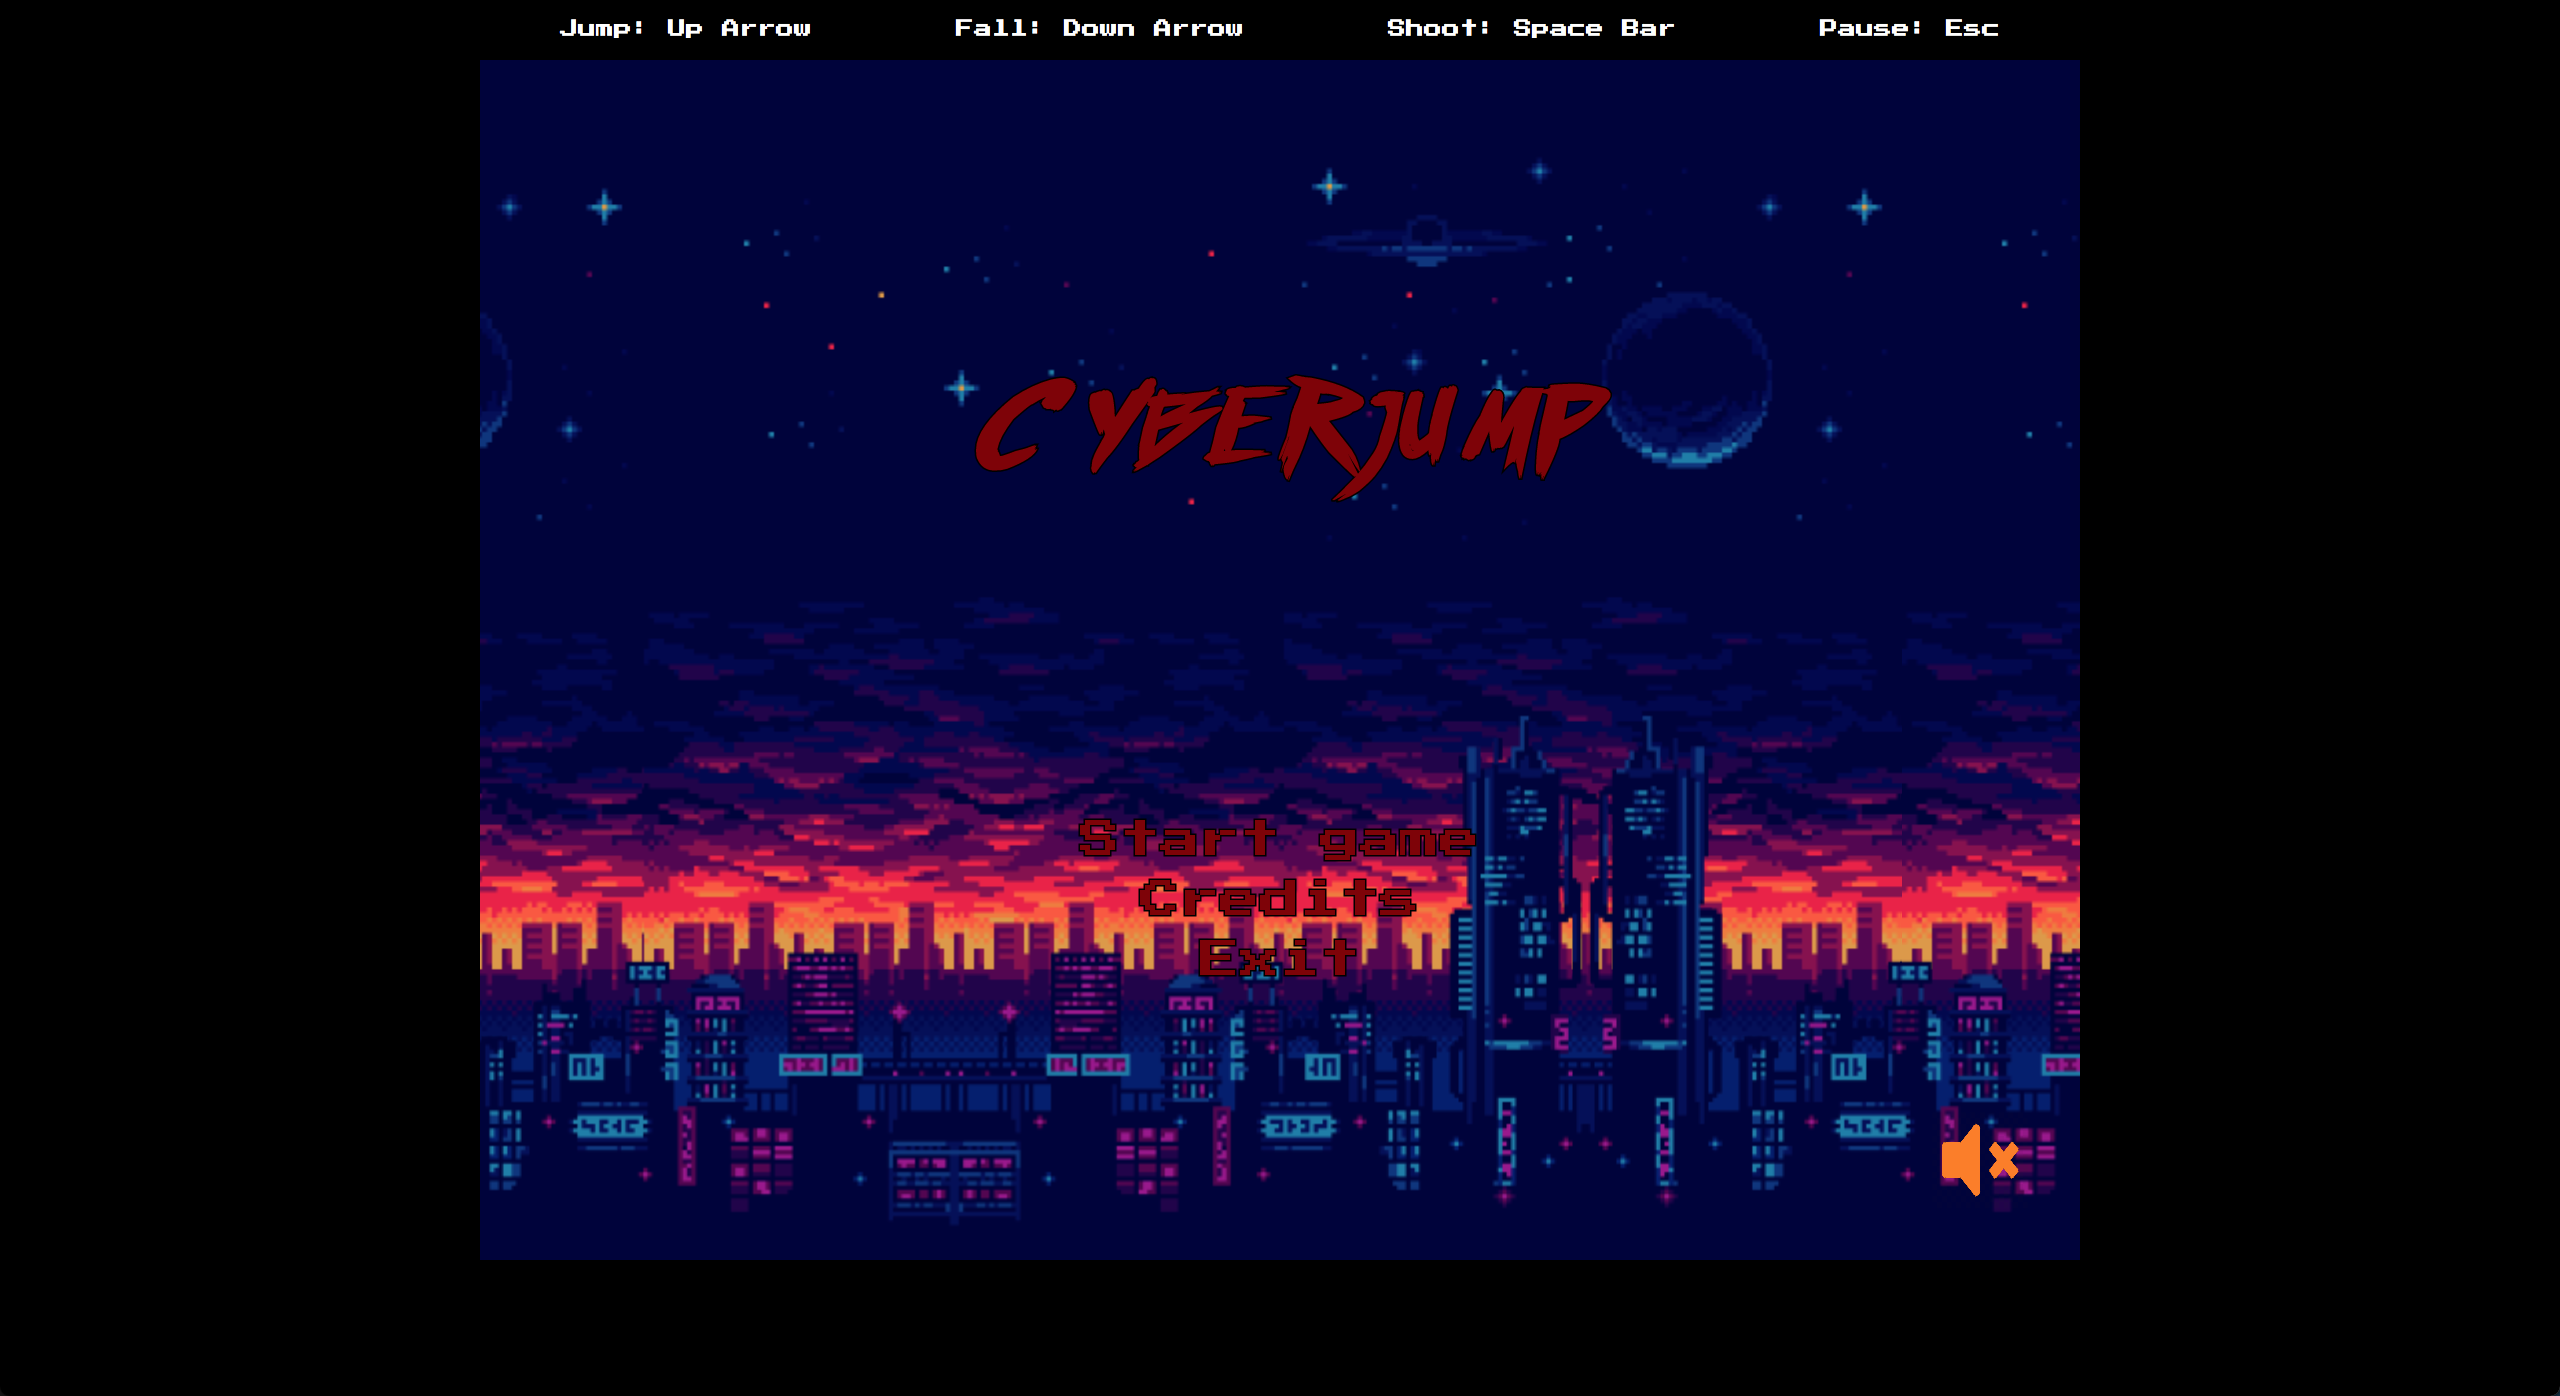 Jump: Up Arrow Fall: Down Arrow Shoot: Space Bar Pause: Esc
CYBERJUMP
Start game
Credits
Exit